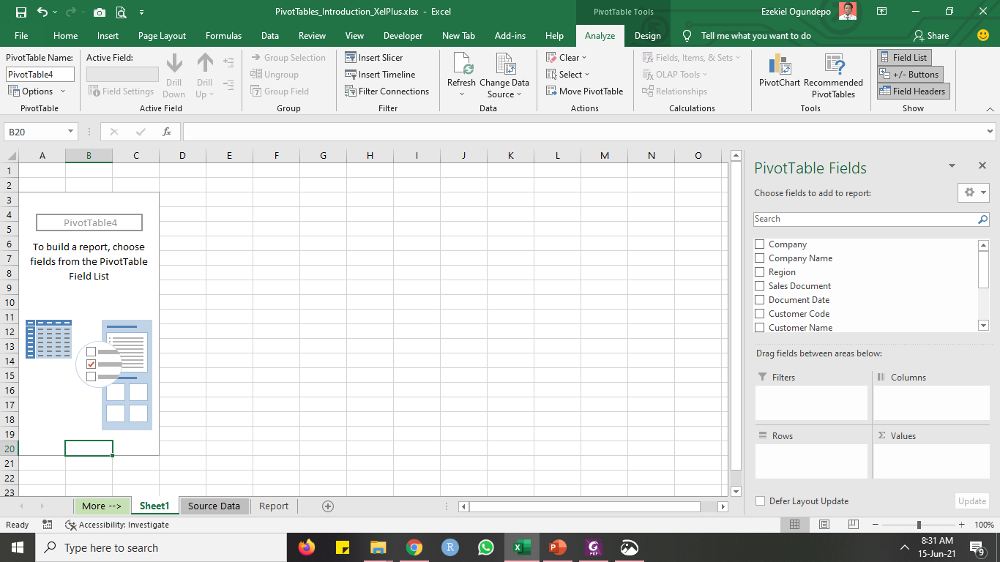 PivotTables_Introduction_XelPlus.xlsx - Excel
PivotTable Tools
Ezekiel Ogundepo
File Home Insert Page Layout Formulas Data Review View Developer New Tab Add-ins Help Analyze Design Tell me what you want to do Share
PivotTable Name:
PivotTable4
Options
PivotTable
Active Field:
Field Settings
Drill Down
Drill Up
Active Field
Group Selection
Ungroup
Group Field
Group
Insert Slicer
Insert Timeline
Filter Connections
Filter
Refresh
Change Data Source
Data
Clear
Select
Move PivotTable
Actions
Fields, Items, & Sets
OLAP Tools
Relationships
Calculations
PivotChart
Recommended PivotTables
Tools
Field List
+/- Buttons
Field Headers
Show
B20
fx
A B C D E F G H I J K L M N O
1
2
3
4
5
6
7
8
9
10
11
12
13
14
15
16
17
18
19
20
21
22
23
PivotTable4
To build a report, choose
fields from the PivotTable
Field List
PivotTable Fields
Choose fields to add to report:
Search
Company
Company Name
Region
Sales Document
Document Date
Customer Code
Customer Name
Drag fields between areas below:
Filters
Columns
Rows
Σ Values
Defer Layout Update
Update
More --> Sheet1 Source Data Report
Ready
Accessibility: Investigate
100%
Type here to search
R
PDF
8:31 AM
15-Jun-21
9